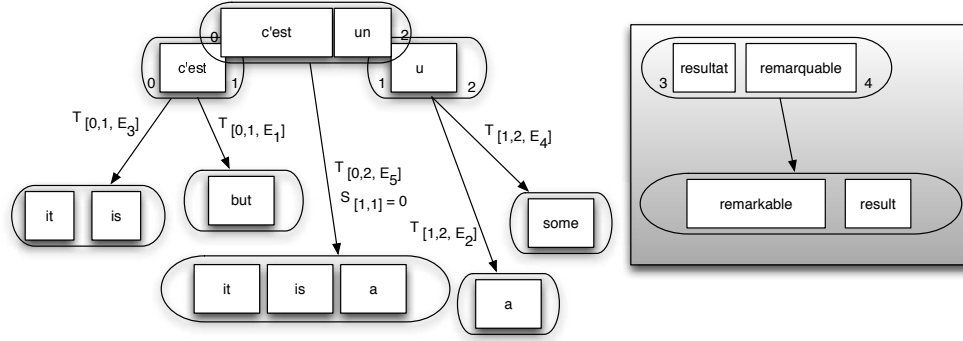 0 c'est un 2
0 c'est 1
1 u 2
T [0,1, E3]
T [0,1, E1]
T [0,2, E5]
S [1,1] = 0
T [1,2, E4]
T [1,2, E2]
it is
but
some
it is a
a
3 resultat remarquable 4
remarkable result